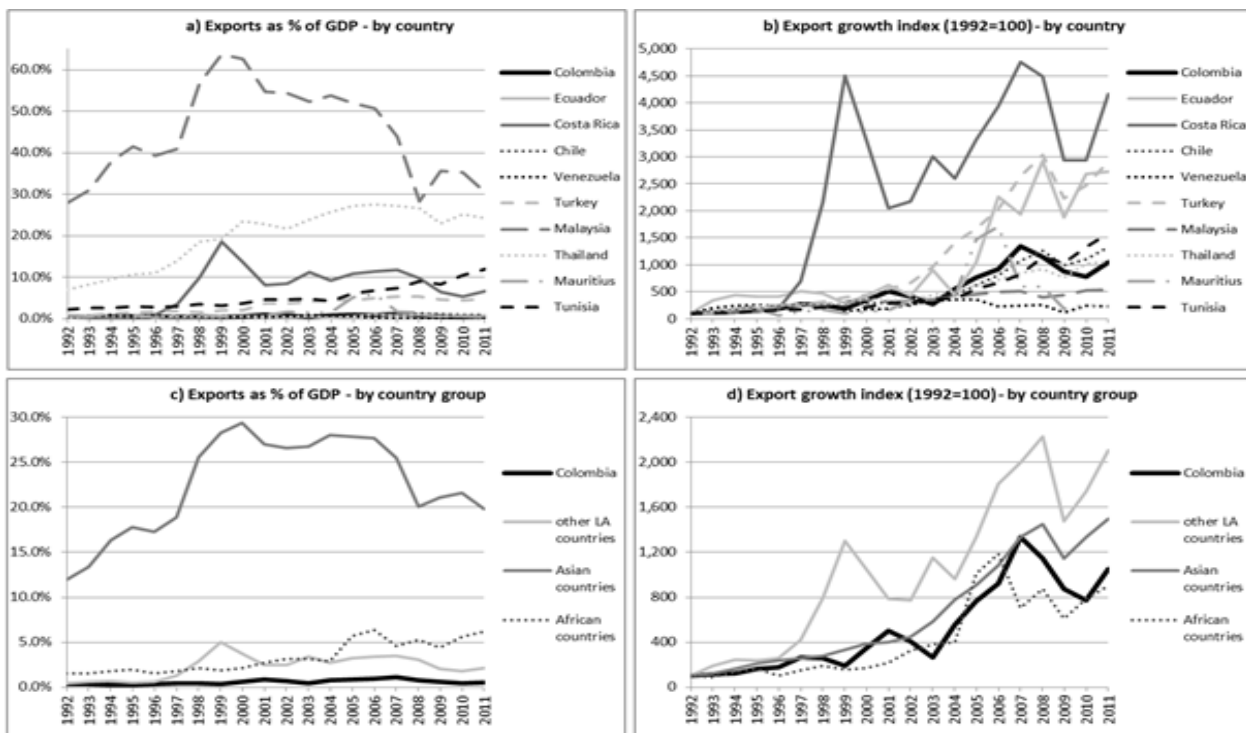 a) Exports as % of GDP - by country
60.0%
50.0%
40.0%
30.0%
20.0%
10.0%
0.0%
1992 1993 1994 1995 1996 1997 1998 1999 2000 2001 2002 2003 2004 2005 2006 2007 2008 2009 2010 2011
Colombia
Ecuador
Costa Rica
Chile
Venezuela
Turkey
Malaysia
Thailand
Mauritius
Tunisia
b) Export growth index (1992=100) - by country
5,000
4,500
4,000
3,500
3,000
2,500
2,000
1,500
1,000
500
0
1992 1993 1994 1995 1996 1997 1998 1999 2000 2001 2002 2003 2004 2005 2006 2007 2008 2009 2010 2011
Colombia
Ecuador
Costa Rica
Chile
Venezuela
Turkey
Malaysia
Thailand
Mauritius
Tunisia
c) Exports as % of GDP - by country group
30.0%
25.0%
20.0%
15.0%
10.0%
5.0%
0.0%
1992 1993 1994 1995 1996 1997 1998 1999 2000 2001 2002 2003 2004 2005 2006 2007 2008 2009 2010 2011
Colombia
other LA
countries
Asian
countries
African
countries
d) Export growth index (1992=100) - by country group
2,400
2,000
1,600
1,200
800
400
0
1992 1993 1994 1995 1996 1997 1998 1999 2000 2001 2002 2003 2004 2005 2006 2007 2008 2009 2010 2011
Colombia
other LA
countries
Asian
countries
African
countries